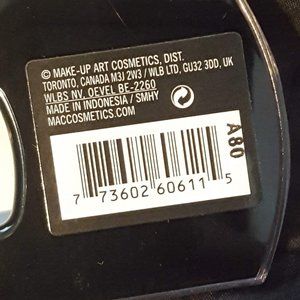 © MAKE-UP ART COSMETICS, DIST.
TORONTO, CANADA M3J 2W3 / WLB LTD, GU32 3DD, UK
WLBS NV, OEVEL BE-2260
MADE IN INDONESIA / SMHY
MACCOSMETICS.COM
7 73602 60611 5
A80